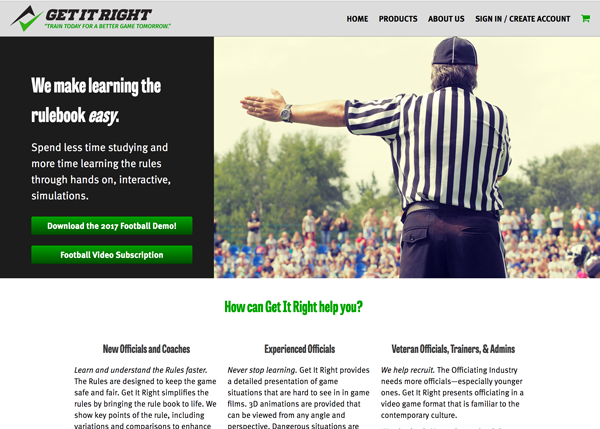 GET IT RIGHT
"TRAIN TODAY FOR A BETTER GAME TOMORROW."
HOME PRODUCTS ABOUT US SIGN IN / CREATE ACCOUNT
We make learning the
rulebook easy.
Spend less time studying and
more time learning the rules
through hands on, interactive,
simulations.
Download the 2017 Football Demo!
Football Video Subscription
How can Get It Right help you?
New Officials and Coaches
Learn and understand the Rules faster.
The Rules are designed to keep the game
safe and fair. Get It Right simplifies the
rules by bringing the rule book to life. We
show key points of the rule, including
variations and comparisons to enhance
Experienced Officials
Never stop learning. Get It Right provides
a detailed presentation of game
situations that are hard to see in in game
films. 3D animations are provided that
can be viewed from any angle and
perspective. Dangerous situations are
Veteran Officials, Trainers, & Admins
We help recruit. The Officiating Industry
needs more officials—especially younger
ones. Get It Right presents officiating in a
video game format that is familiar to the
contemporary culture.